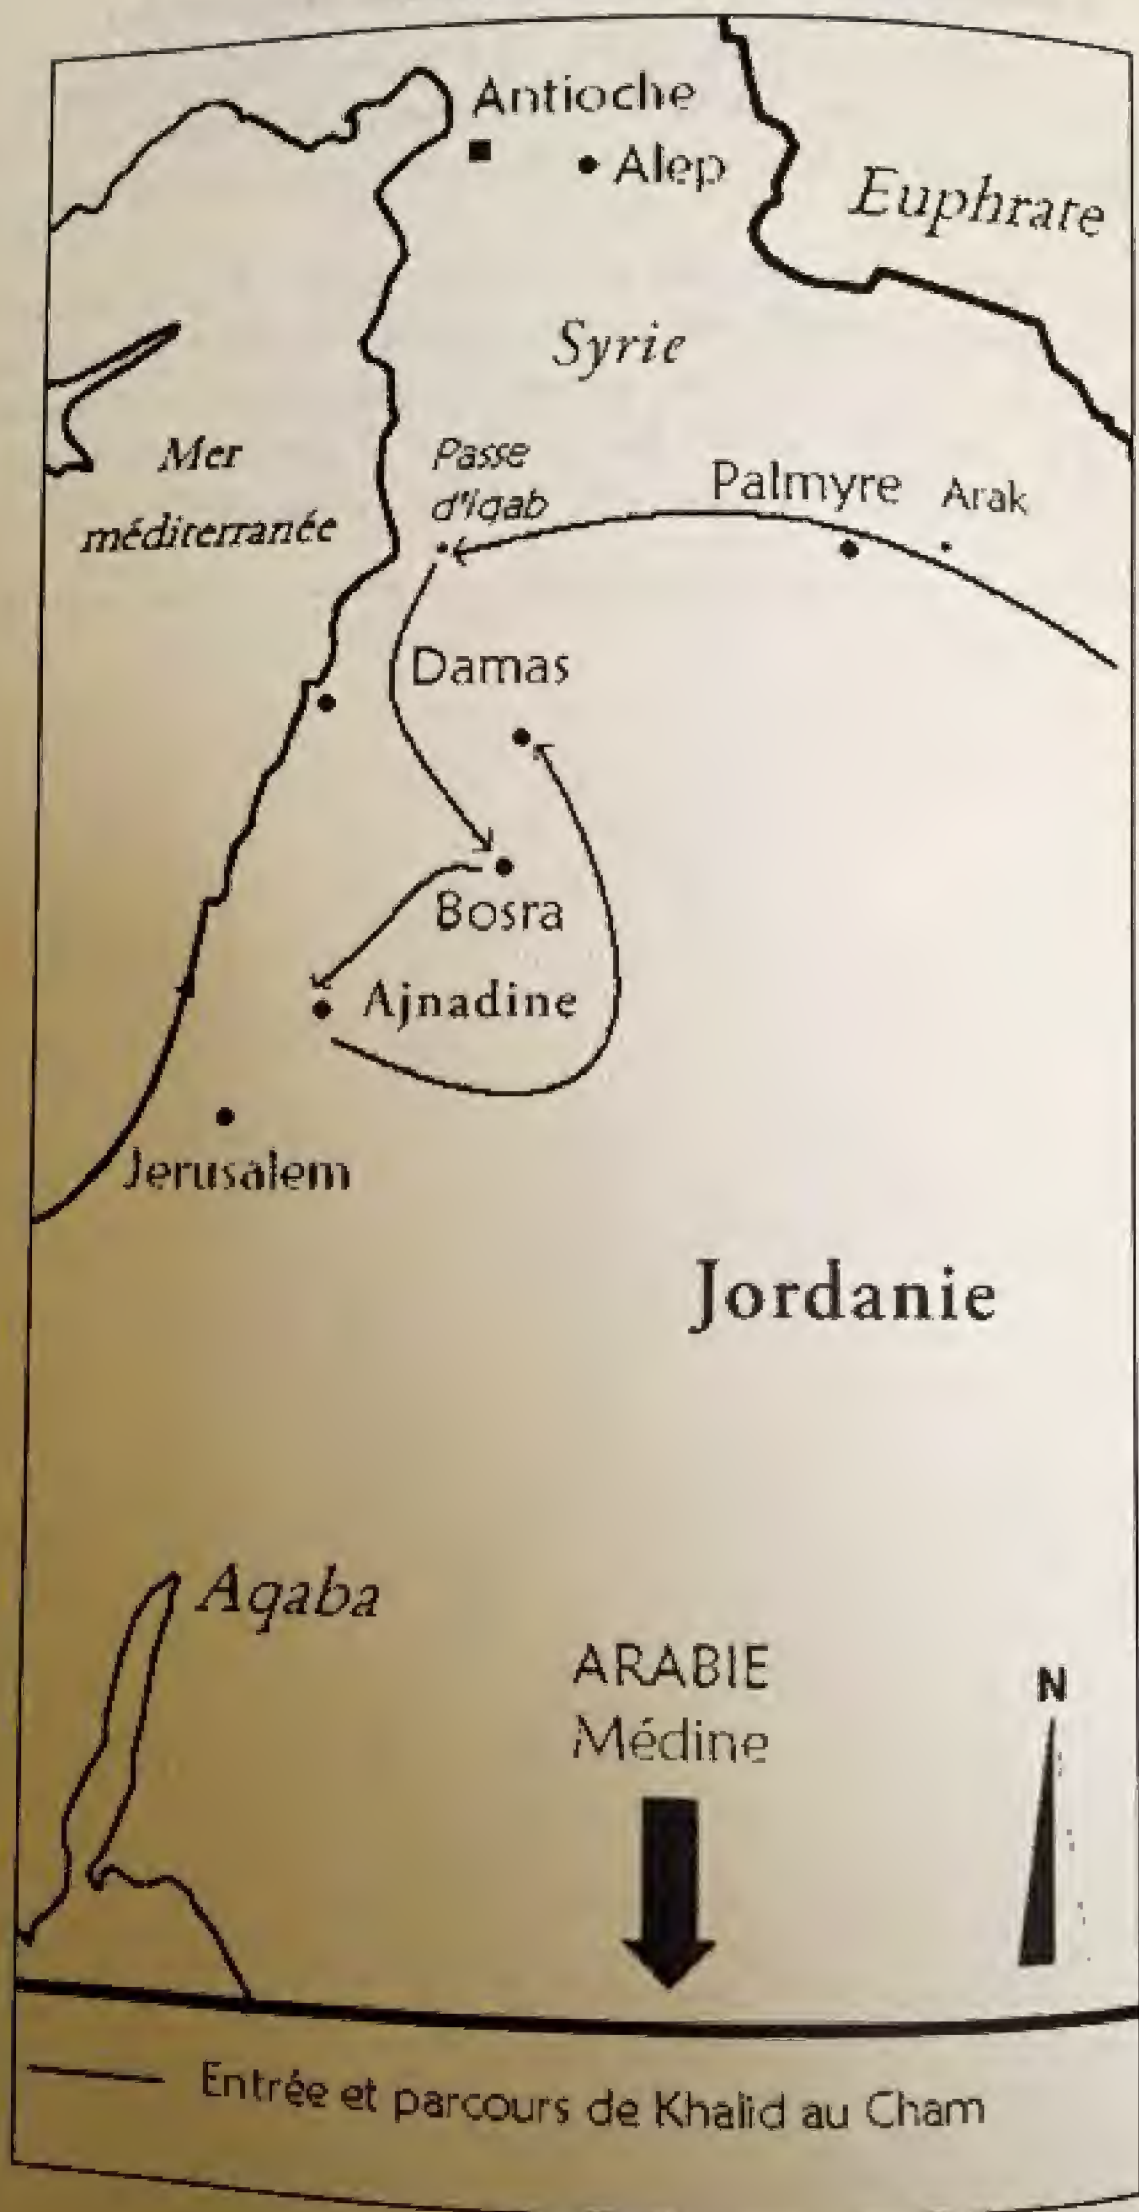 Antioche
Alep
Euphrate
Syrie
Mer
méditerranée
Passe
d'Iqab
Palmyre
Arak
Damas
Bosra
Ajnadine
Jerusalem
Jordanie
Aqaba
ARABIE
Médine
N
Entrée et parcours de Khalid au Cham